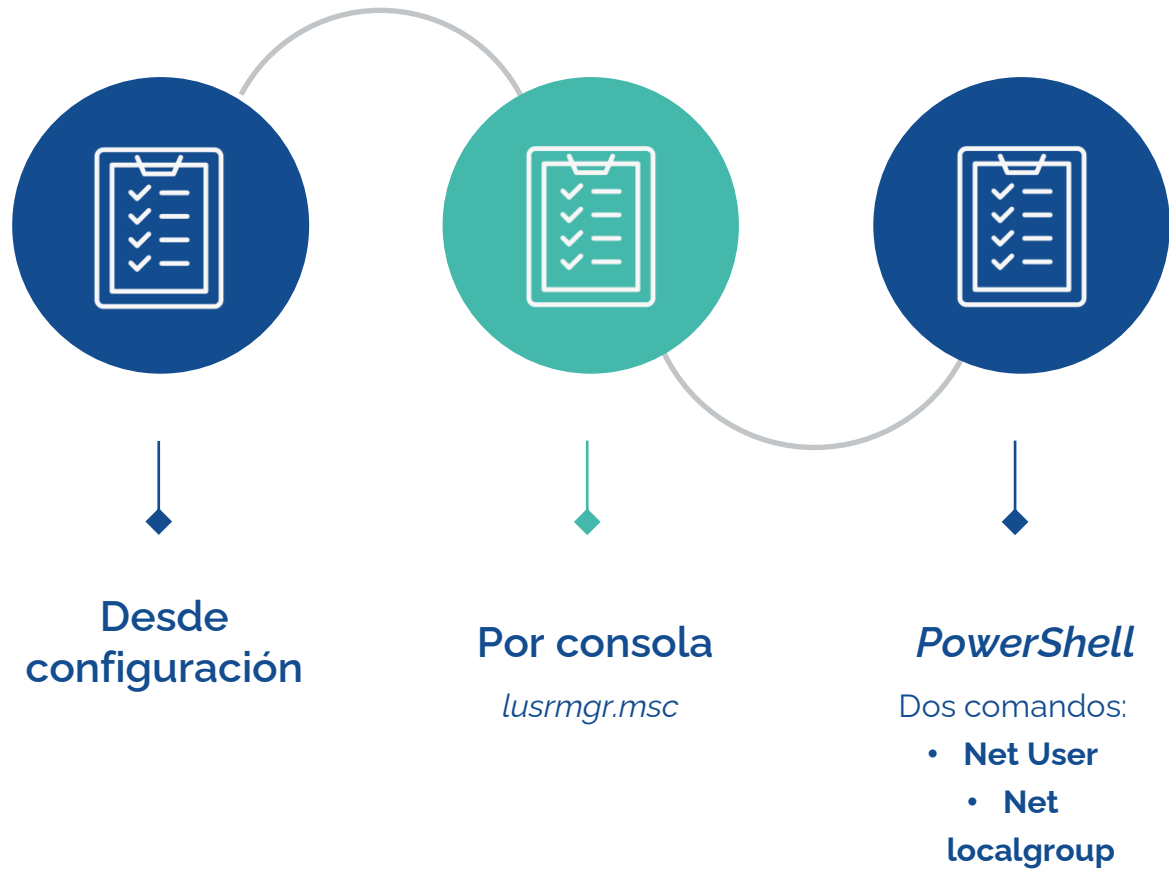 Desde
configuración
Por consola
lusrmgr.msc
PowerShell
Dos comandos:
• Net User
• Net
localgroup